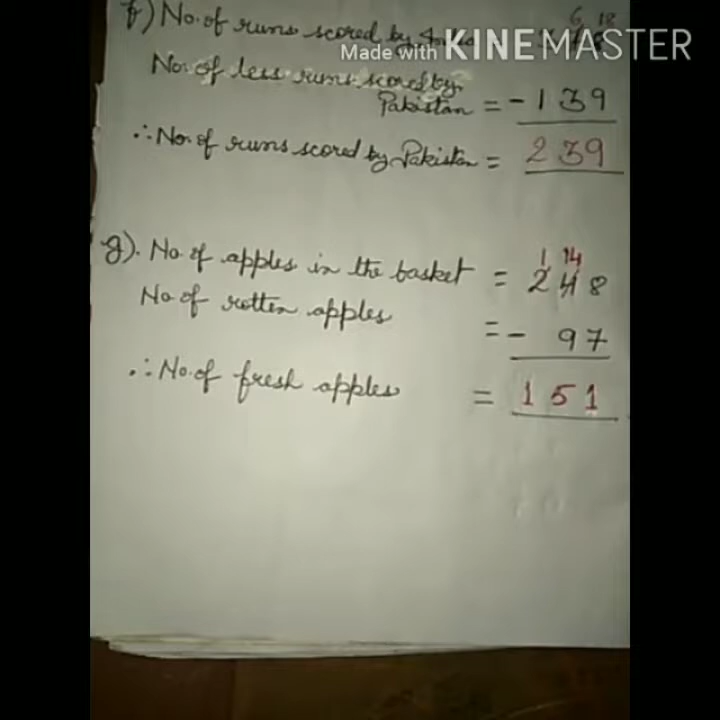 f) No. of runs scored by 6 18
Made with KINEMASTER
No. of less runs scored by
Pakistan = - 1 3 9
∴ No. of runs scored by Pakistan = 2 3 9
g). No. of apples in the basket = 2 4 8
1 14
No of rotten apples = - 9 7
∴ No. of fresh apples = 1 5 1